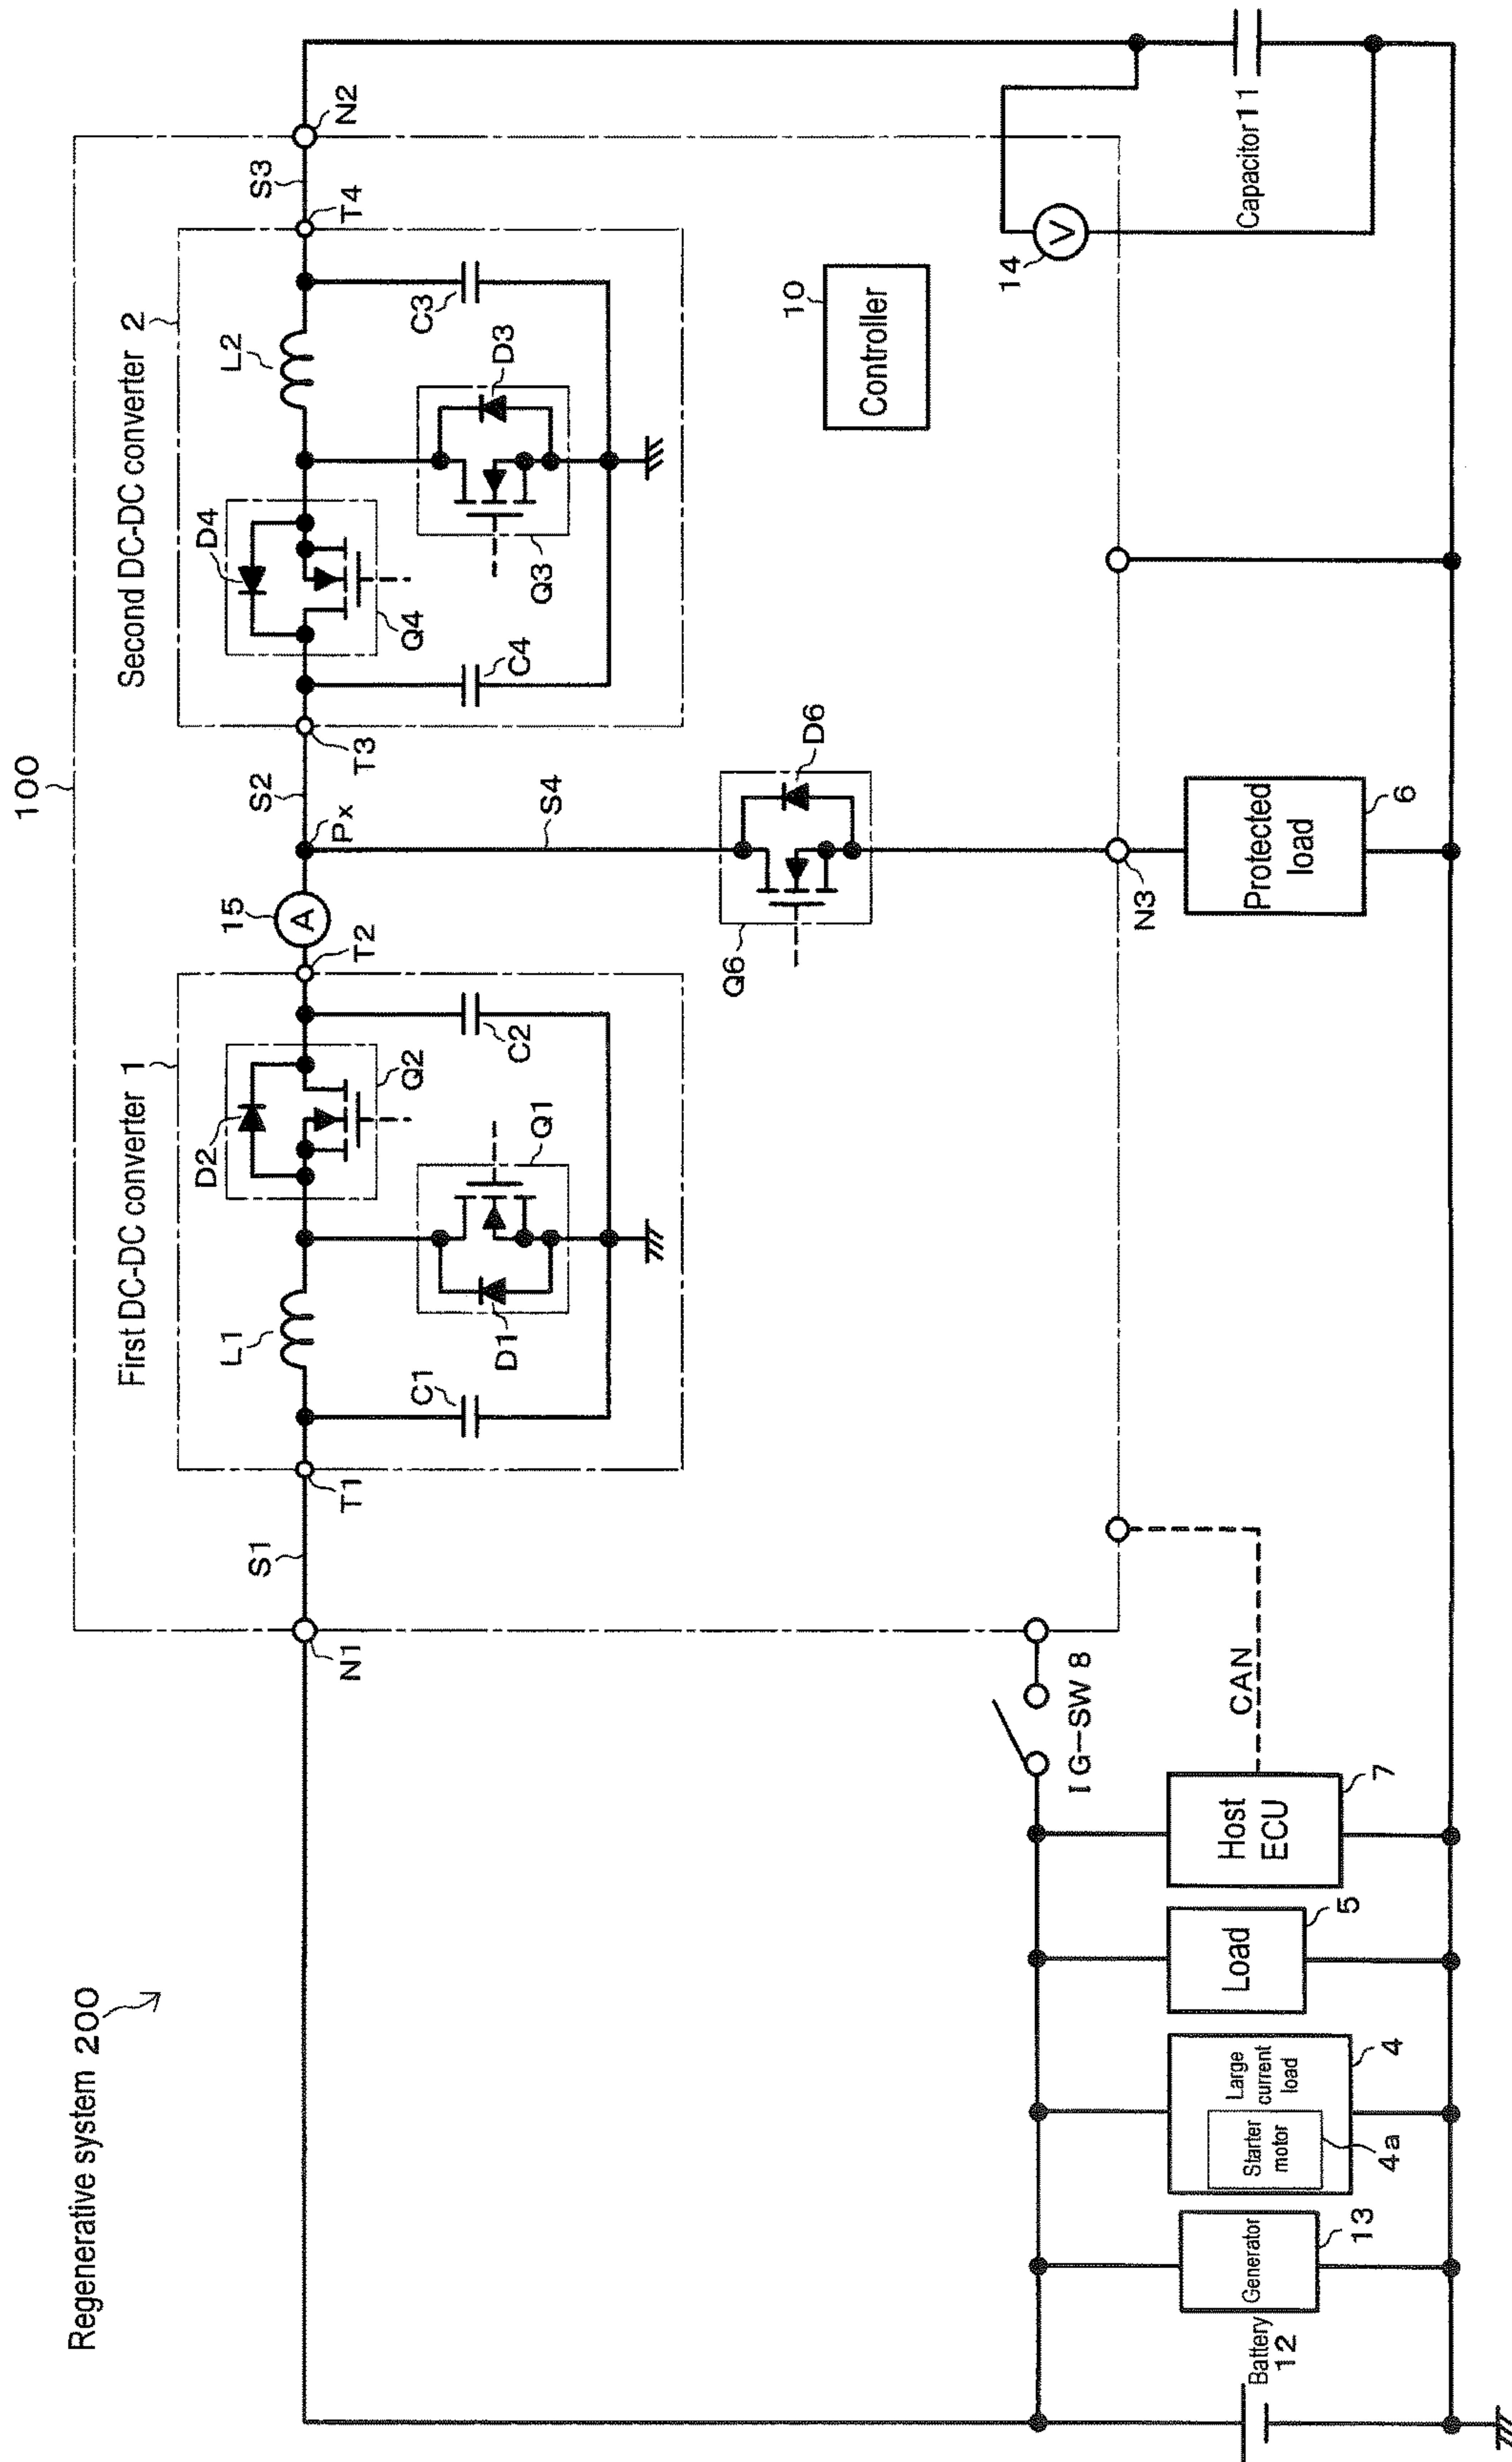 Regenerative system 200
100
First DC-DC converter 1
Second DC-DC converter 2
N1
S1
T1
L1
C1
D1
Q1
D2
Q2
C2
T2
15
A
Px
S2
T3
C4
D4
Q4
Q3
D3
L2
C3
T4
S3
N2
S4
Q6
D6
N3
10
Controller
14
V
Capacitor 11
Protected
load
6
IG-SW 8
CAN
Host
ECU
7
Load
5
Large
current
load
4
Starter
motor
4a
Generator
13
Battery
12